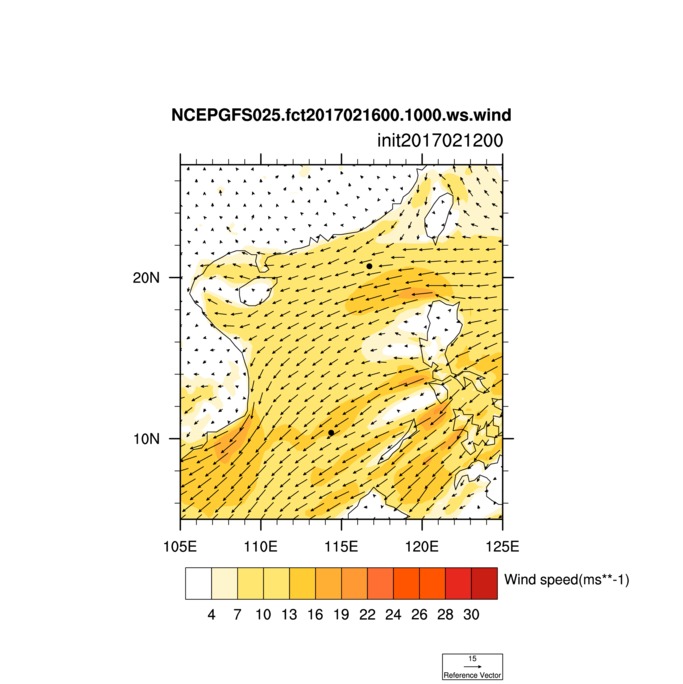 NCEPGFS025.fct2017021600.1000.ws.wind
init2017021200
20N
10N
105E 110E 115E 120E 125E
Wind speed(ms**-1)
4 7 10 13 16 19 22 24 26 28 30
15
Reference Vector